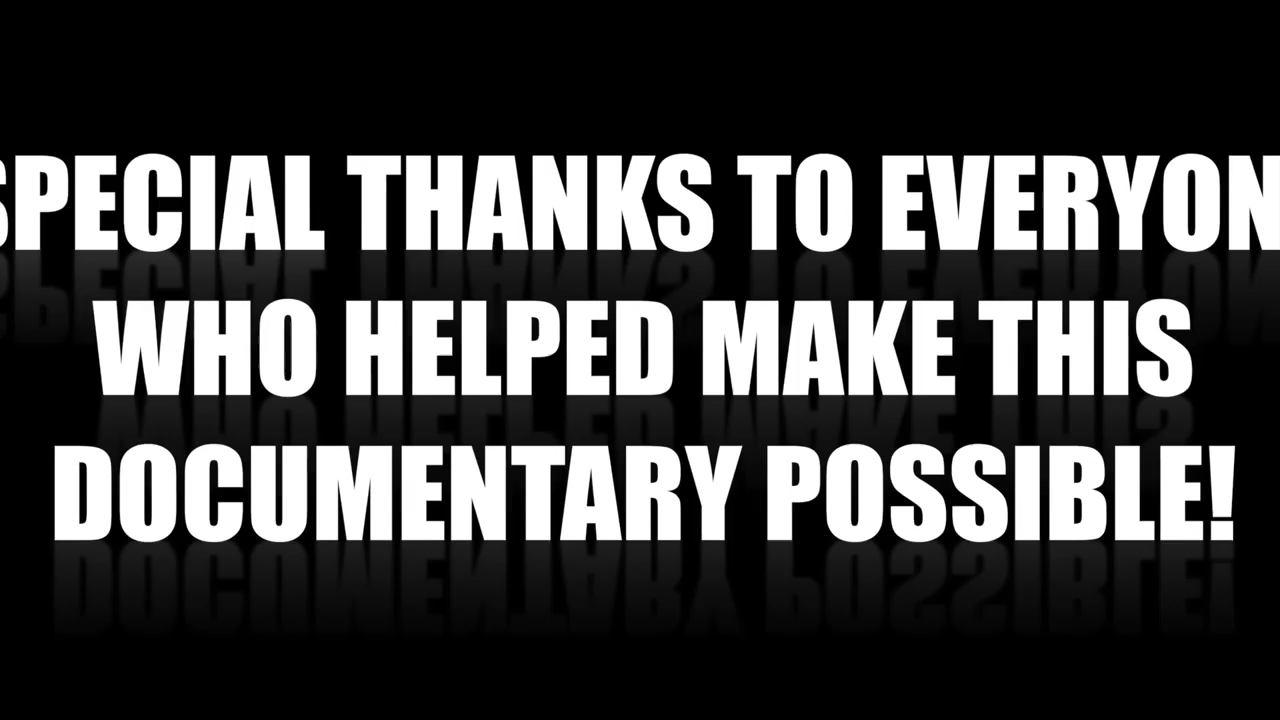 SPECIAL THANKS TO EVERYON
WHO HELPED MAKE THIS
DOCUMENTARY POSSIBLE!